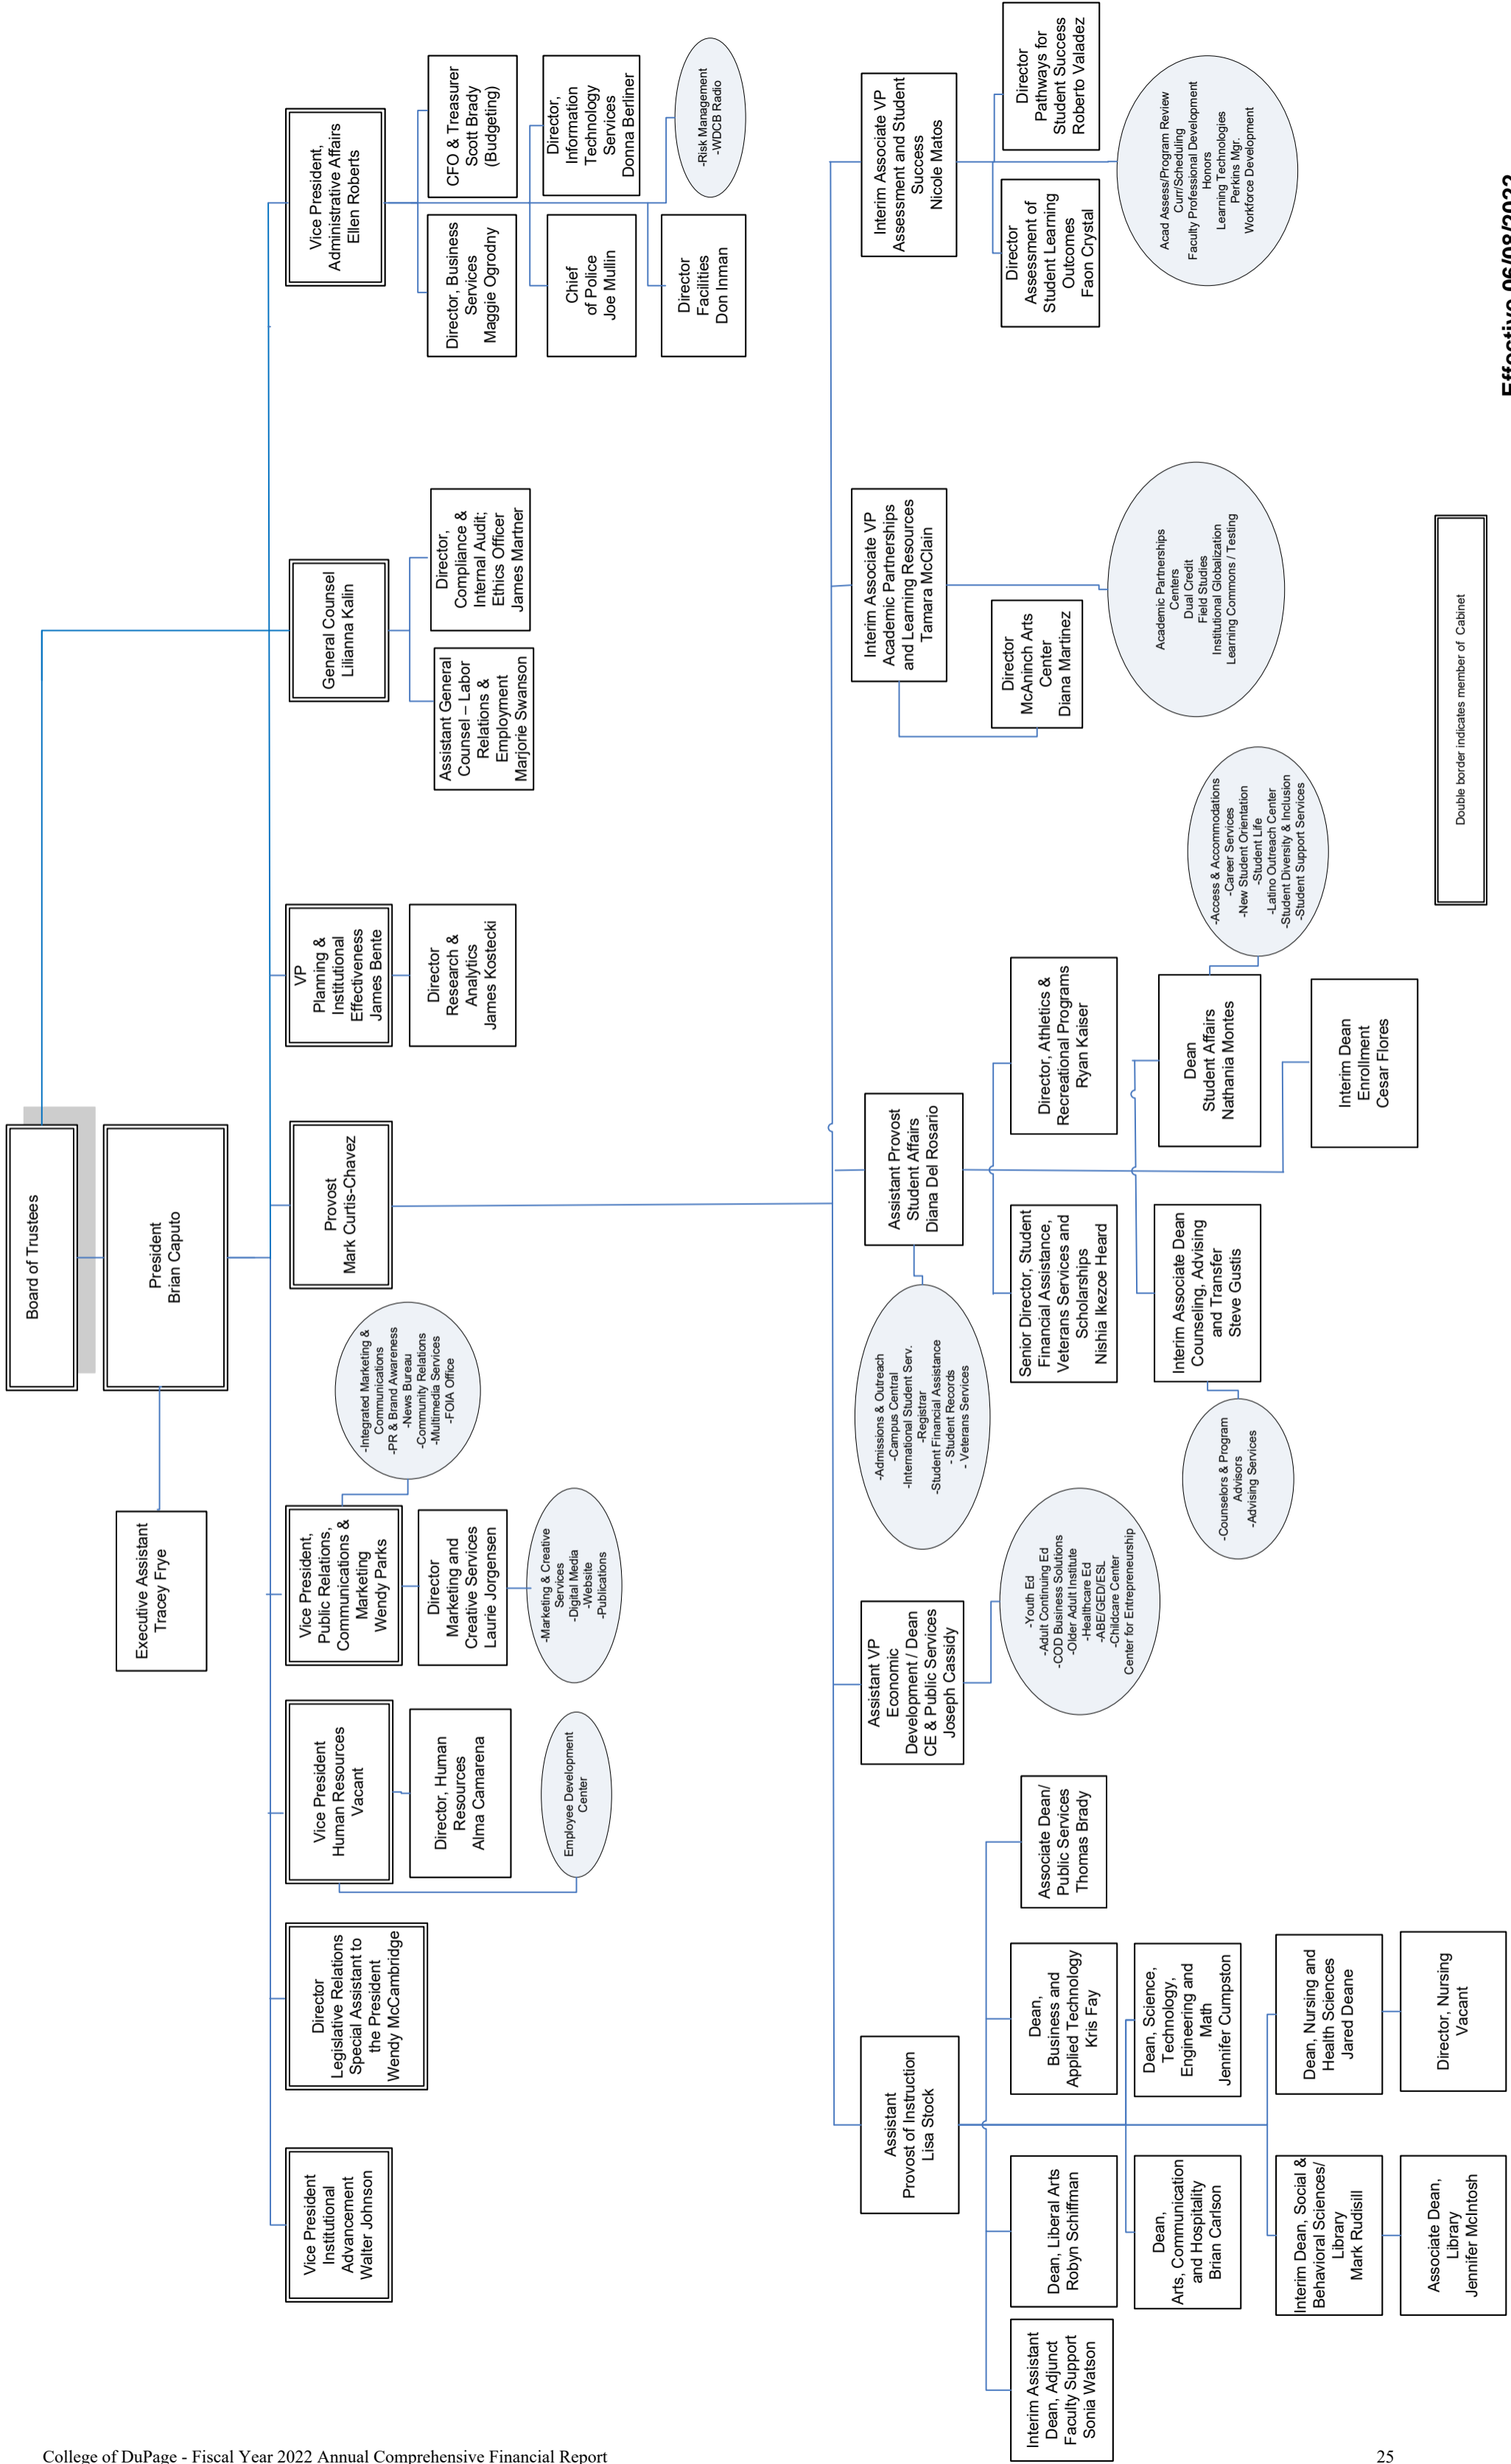 Board of Trustees
President
Brian Caputo
Executive Assistant
Tracey Frye
Vice President
Institutional
Advancement
Walter Johnson
Director
Legislative Relations
Special Assistant to
the President
Wendy McCambridge
Vice President
Human Resources
Vacant
Director, Human
Resources
Alma Camarena
Employee Development
Center
Vice President,
Public Relations,
Communications &
Marketing
Wendy Parks
-Integrated Marketing &
Communications
-PR & Brand Awareness
-News Bureau
-Community Relations
-Multimedia Services
-FOIA Office
Director
Marketing and
Creative Services
Laurie Jorgensen
-Marketing & Creative
Services
-Digital Media
-Website
-Publications
Provost
Mark Curtis-Chavez
VP
Planning &
Institutional
Effectiveness
James Bente
Director
Research &
Analytics
James Kostecki
General Counsel
Lilianna Kalin
Assistant General
Counsel – Labor
Relations &
Employment
Marjorie Swanson
Director,
Compliance &
Internal Audit;
Ethics Officer
James Martner
Vice President,
Administrative Affairs
Ellen Roberts
Director, Business
Services
Maggie Ogrodny
CFO & Treasurer
Scott Brady
(Budgeting)
Chief
of Police
Joe Mullin
Director,
Information
Technology
Services
Donna Berliner
Director
Facilities
Don Inman
-Risk Management
-WDCB Radio
Assistant
Provost of Instruction
Lisa Stock
Interim Assistant
Dean, Adjunct
Faculty Support
Sonia Watson
Dean, Liberal Arts
Robyn Schiffman
Dean,
Business and
Applied Technology
Kris Fay
Associate Dean/
Public Services
Thomas Brady
Dean,
Arts, Communication
and Hospitality
Brian Carlson
Dean, Science,
Technology,
Engineering and
Math
Jennifer Cumpston
Interim Dean, Social &
Behavioral Sciences/
Library
Mark Rudisill
Dean, Nursing and
Health Sciences
Jared Deane
Associate Dean,
Library
Jennifer McIntosh
Director, Nursing
Vacant
Assistant VP
Economic
Development / Dean
CE & Public Services
Joseph Cassidy
-Youth Ed
-Adult Continuing Ed
-COD Business Solutions
-Older Adult Institute
-Healthcare Ed
-ABE/GED/ESL
-Childcare Center
Center for Entrepreneurship
Assistant Provost
Student Affairs
Diana Del Rosario
-Admissions & Outreach
-Campus Central
-International Student Serv.
-Registrar
-Student Financial Assistance
- Student Records
- Veterans Services
Senior Director, Student
Financial Assistance,
Veterans Services and
Scholarships
Nishia Ikezoe Heard
Director, Athletics &
Recreational Programs
Ryan Kaiser
Interim Associate Dean
Counseling, Advising
and Transfer
Steve Gustis
-Counselors & Program
Advisors
-Advising Services
Dean
Student Affairs
Nathania Montes
-Access & Accommodations
-Career Services
-New Student Orientation
-Student Life
-Latino Outreach Center
-Student Diversity & Inclusion
-Student Support Services
Interim Dean
Enrollment
Cesar Flores
Interim Associate VP
Academic Partnerships
and Learning Resources
Tamara McClain
Director
McAninch Arts
Center
Diana Martinez
Academic Partnerships
Centers
Dual Credit
Field Studies
Institutional Globalization
Learning Commons / Testing
Interim Associate VP
Assessment and Student
Success
Nicole Matos
Director
Assessment of
Student Learning
Outcomes
Faon Crystal
Director
Pathways for
Student Success
Roberto Valadez
Acad Assess/Program Review
Curr/Scheduling
Faculty Professional Development
Honors
Learning Technologies
Perkins Mgr.
Workforce Development
Double border indicates member of Cabinet
Effective 06/08/2022
College of DuPage - Fiscal Year 2022 Annual Comprehensive Financial Report
25